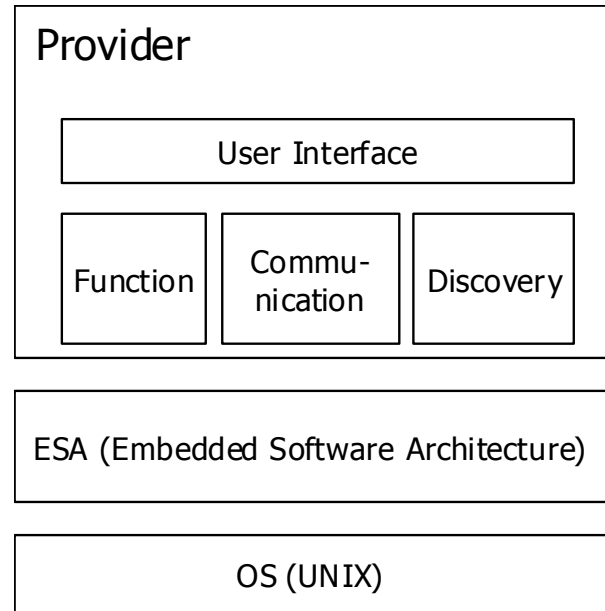 Provider
User Interface
Function
Commu-
nication
Discovery
ESA (Embedded Software Architecture)
OS (UNIX)